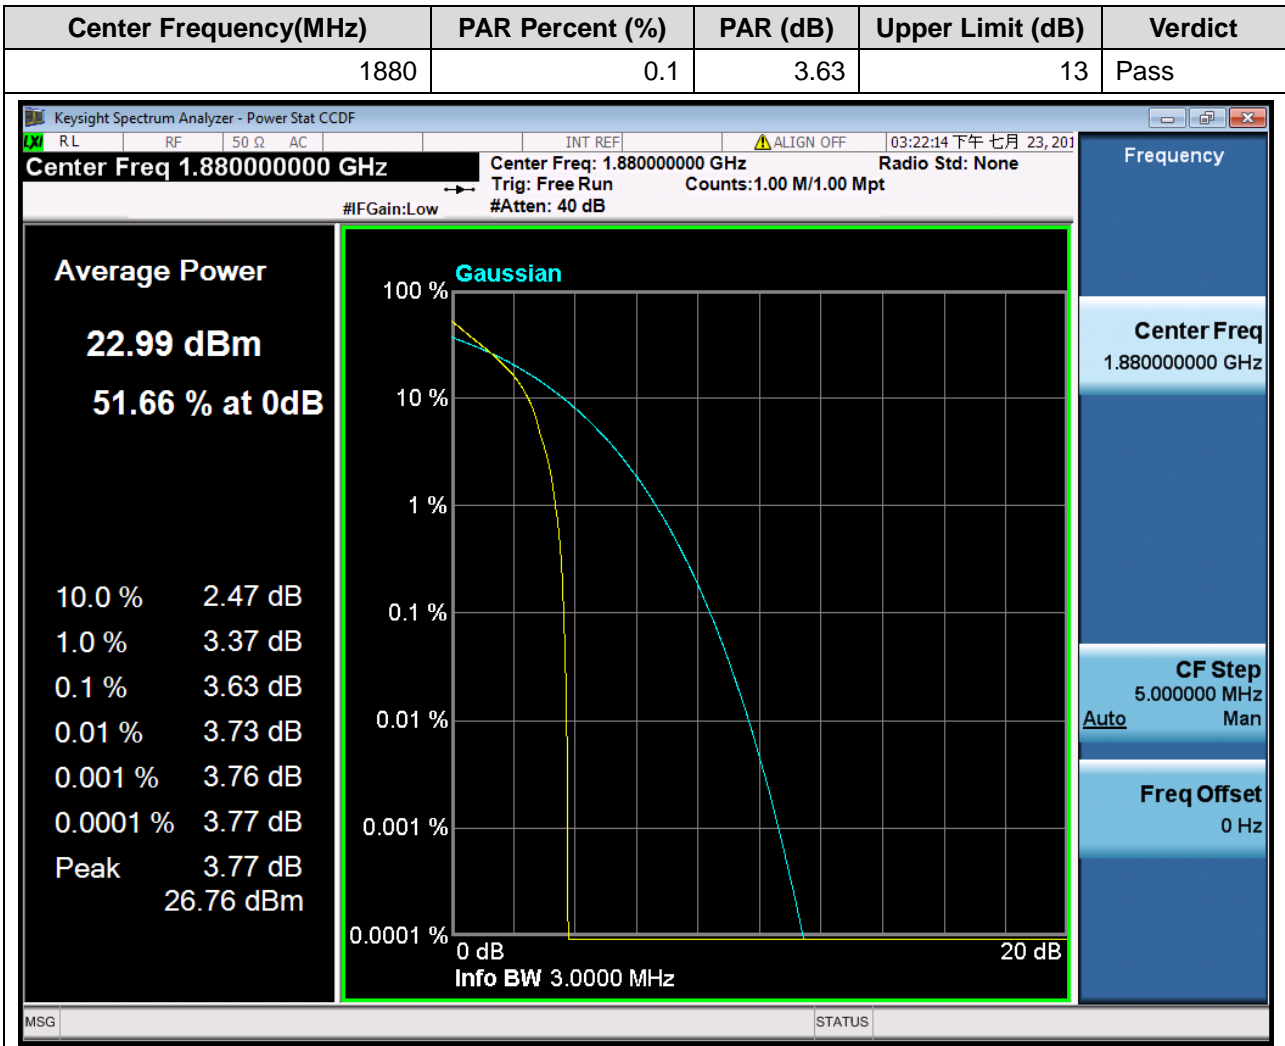 Center Frequency(MHz) PAR Percent (%) PAR (dB) Upper Limit (dB) Verdict
1880 0.1 3.63 13 Pass
Keysight Spectrum Analyzer - Power Stat CCDF
LXI RL RF 50 Ω AC INT REF ALIGN OFF 03:22:14 下午 七月 23, 201
Center Freq 1.880000000 GHz
Center Freq: 1.880000000 GHz Radio Std: None
Trig: Free Run Counts:1.00 M/1.00 Mpt
#IFGain:Low #Atten: 40 dB
Average Power
22.99 dBm
51.66 % at 0dB
10.0 % 2.47 dB
1.0 % 3.37 dB
0.1 % 3.63 dB
0.01 % 3.73 dB
0.001 % 3.76 dB
0.0001 % 3.77 dB
Peak 3.77 dB
26.76 dBm
Gaussian
100 %
10 %
1 %
0.1 %
0.01 %
0.001 %
0.0001 %
0 dB 20 dB
Info BW 3.0000 MHz
Frequency
Center Freq
1.880000000 GHz
CF Step
5.000000 MHz
Auto Man
Freq Offset
0 Hz
MSG STATUS